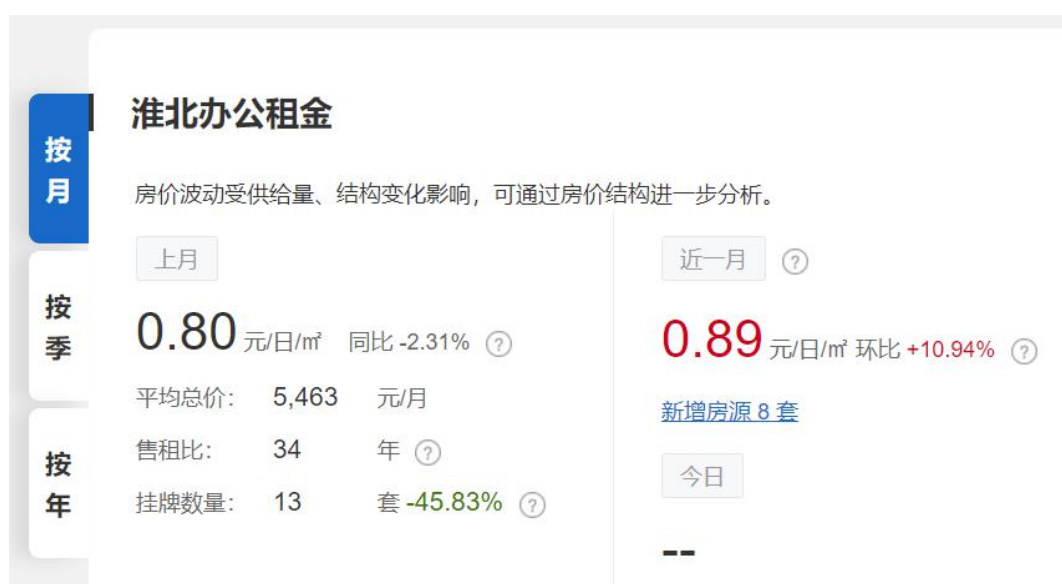 按月
按季
按年
淮北办公租金
房价波动受供给量、结构变化影响，可通过房价结构进一步分析。
上月
0.80 元/日/㎡ 同比 -2.31% ?
平均总价： 5,463 元/月
售租比： 34 年 ?
挂牌数量： 13 套 -45.83% ?
近一月 ?
0.89 元/日/㎡ 环比 +10.94% ?
新增房源 8 套
今日
--